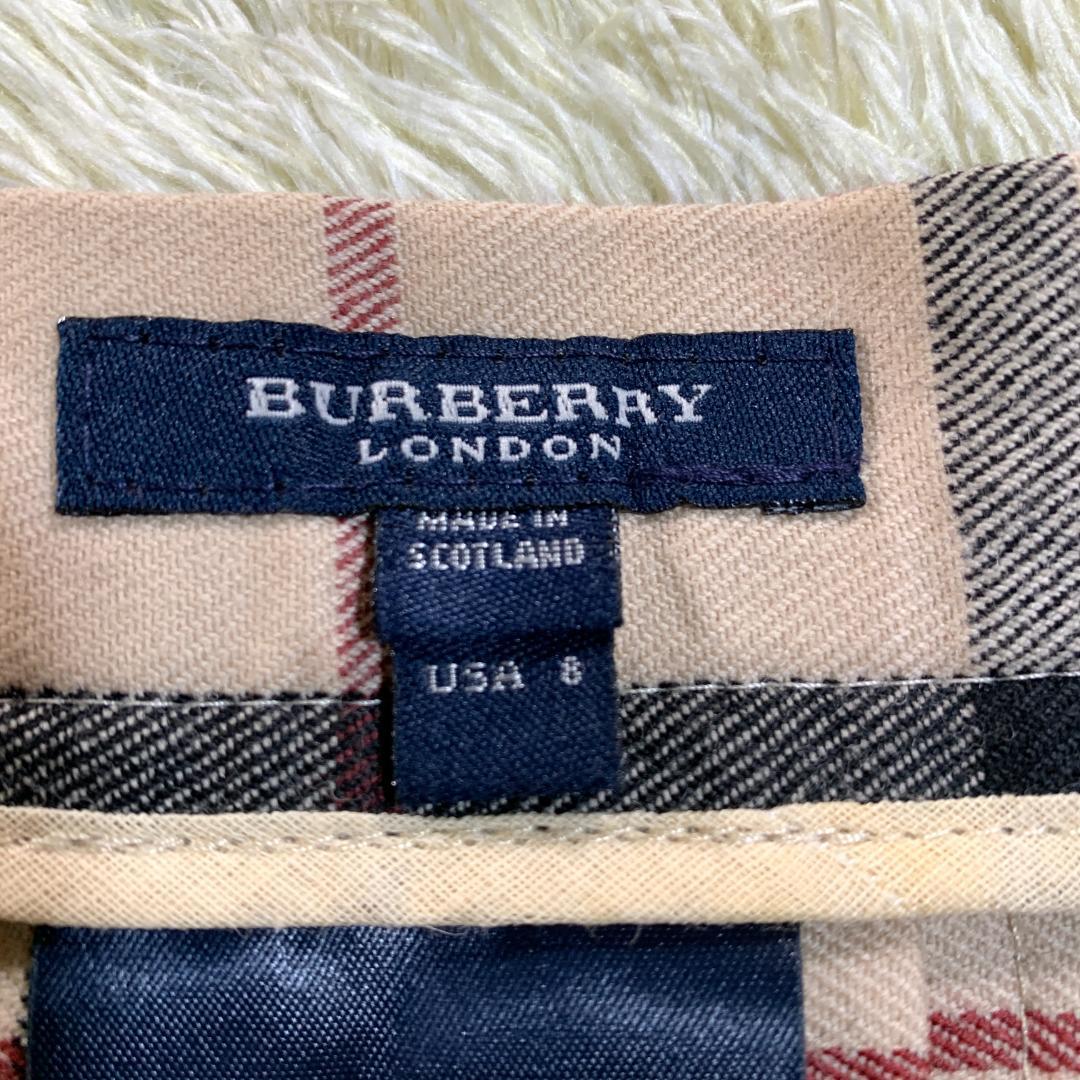 BURBERRY
LONDON
MADE IN
SCOTLAND
USA 8